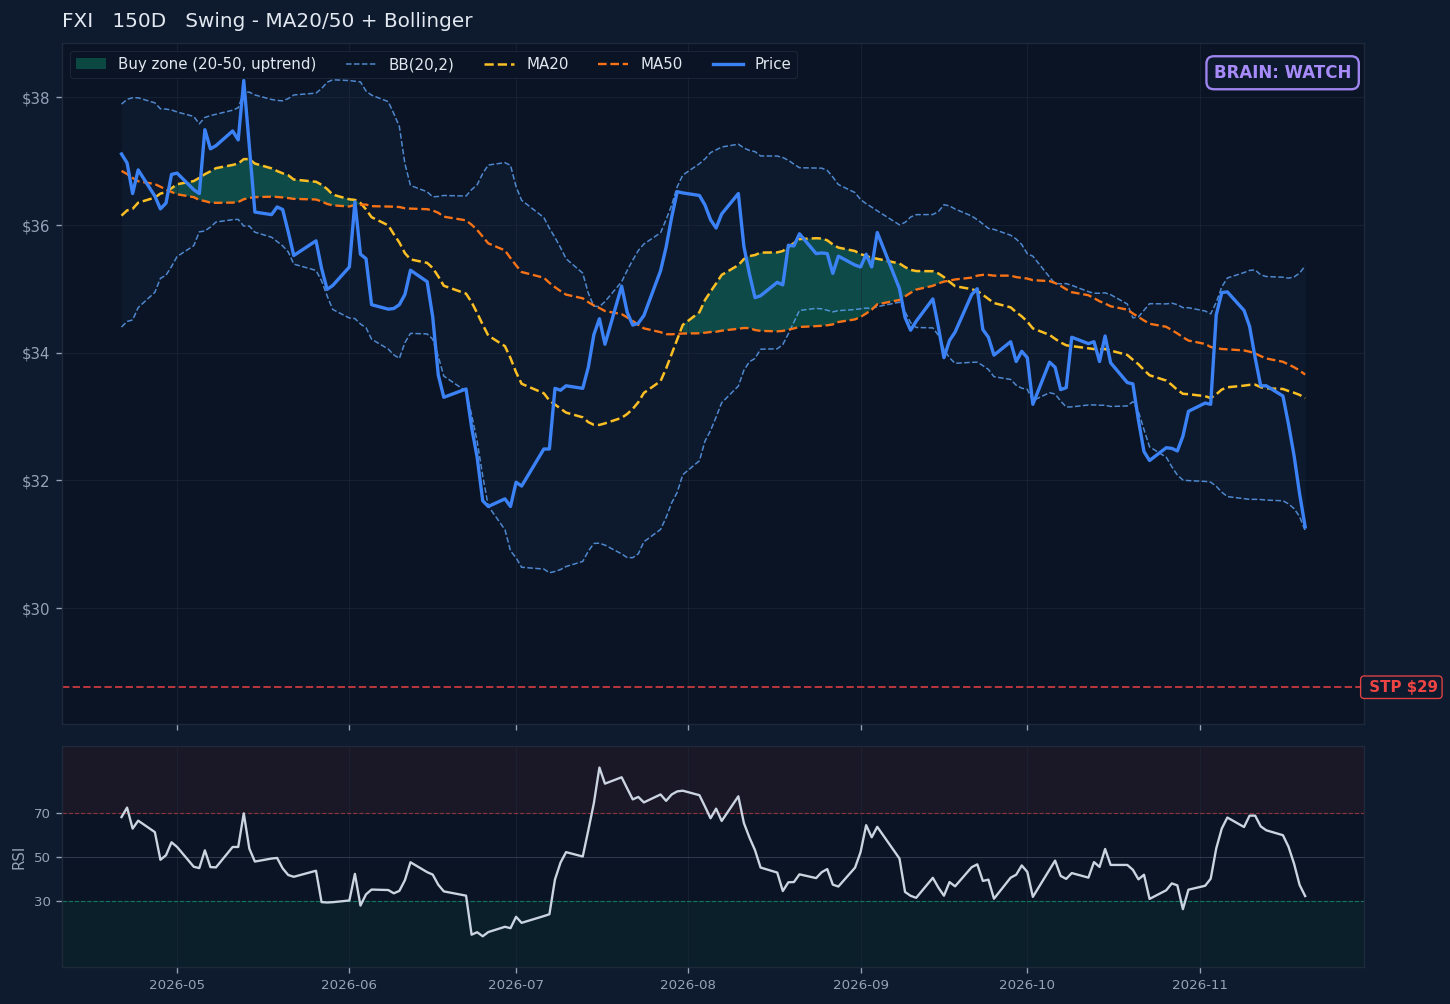 FXI   150D   Swing - MA20/50 + Bollinger
Buy zone (20-50, uptrend)   BB(20,2)   MA20   MA50   Price
BRAIN: WATCH
$38
$36
$34
$32
$30
STP $29
RSI
70
50
30
2026-05   2026-06   2026-07   2026-08   2026-09   2026-10   2026-11